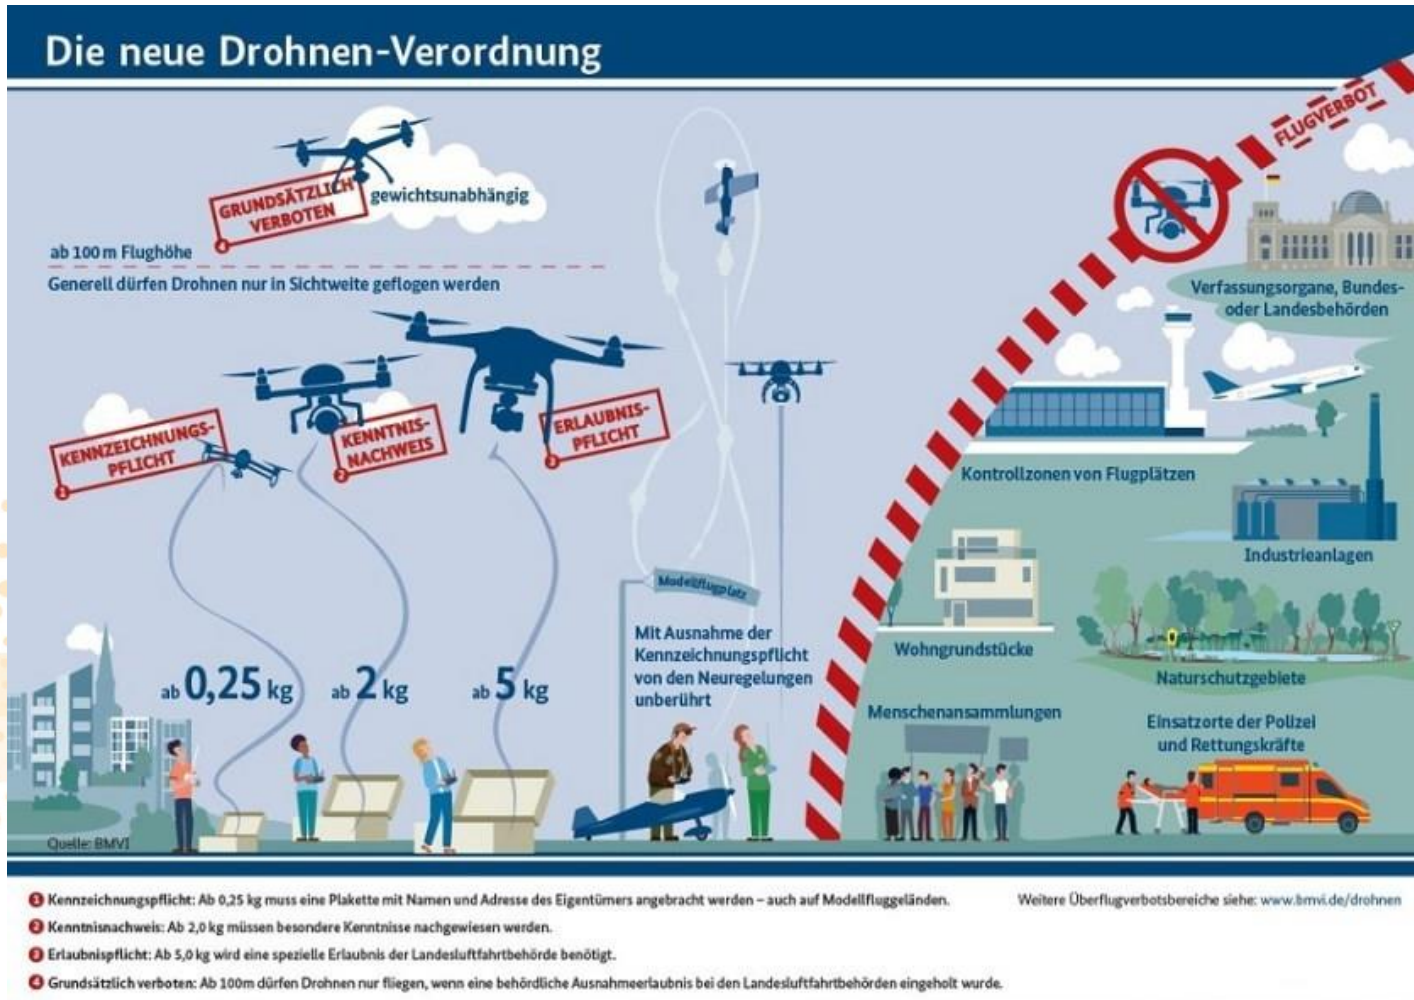 Die neue Drohnen-Verordnung
FLUGVERBOT
GRUNDSÄTZLICH
VERBOTEN
4
gewichtsunabhängig
ab 100 m Flughöhe
Generell dürfen Drohnen nur in Sichtweite geflogen werden
KENNZEICHNUNGS-
PFLICHT
1
KENNTNIS-
NACHWEIS
2
ERLAUBNIS-
PFLICHT
3
Verfassungsorgane, Bundes-
oder Landesbehörden
Kontrollzonen von Flugplätzen
Industrieanlagen
Modellflugplatz
Mit Ausnahme der
Kennzeichnungspflicht
von den Neuregelungen
unberührt
Wohngrundstücke
Naturschutzgebiete
ab 0,25 kg
ab 2 kg
ab 5 kg
Menschenansammlungen
Einsatzorte der Polizei
und Rettungskräfte
Quelle: BMVI
1 Kennzeichnungspflicht: Ab 0,25 kg muss eine Plakette mit Namen und Adresse des Eigentümers angebracht werden – auch auf Modellfluggeländen.
Weitere Überflugverbotsbereiche siehe: www.bmvi.de/drohnen
2 Kenntnisnachweis: Ab 2,0 kg müssen besondere Kenntnisse nachgewiesen werden.
3 Erlaubnispflicht: Ab 5,0 kg wird eine spezielle Erlaubnis der Landesluftfahrtbehörde benötigt.
4 Grundsätzlich verboten: Ab 100m dürfen Drohnen nur fliegen, wenn eine behördliche Ausnahmeerlaubnis bei den Landesluftfahrtbehörden eingeholt wurde.